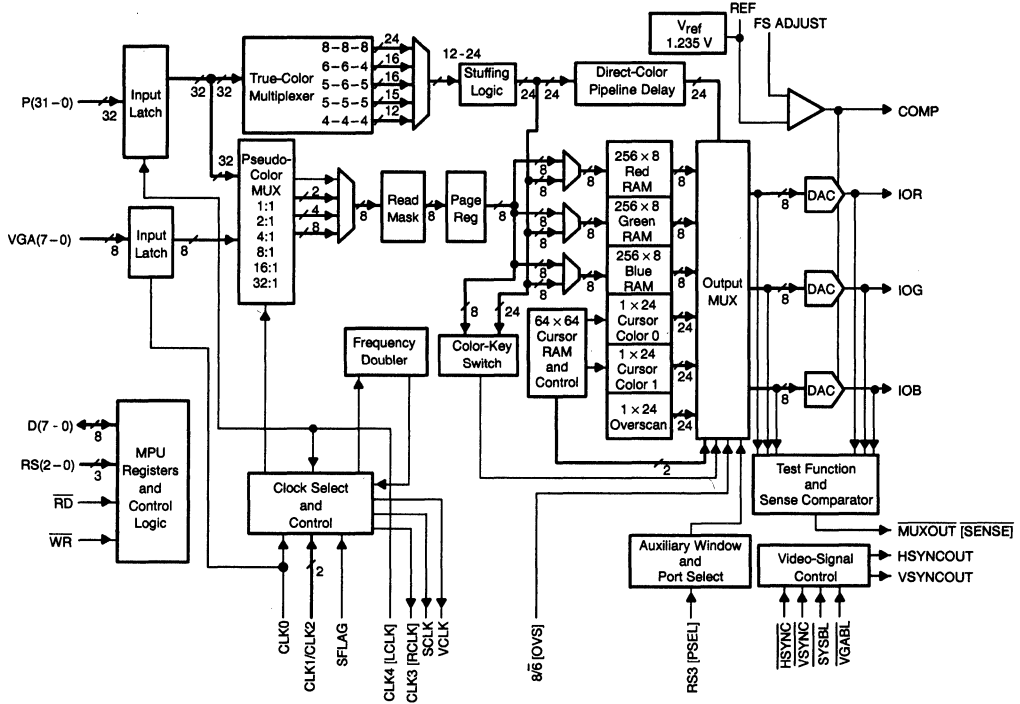 REF
FS ADJUST
Vref
1.235 V
P(31-0)
32
Input
Latch
32
32
True-Color
Multiplexer
8-8-8
6-6-4
5-6-5
5-5-5
4-4-4
24
16
16
15
12
12-24
Stuffing
Logic
24
24
Direct-Color
Pipeline Delay
24
COMP
32
Pseudo-
Color
MUX
1:1
2:1
4:1
8:1
16:1
32:1
2
4
8
8
Read
Mask
8
Page
Reg
8
8
8
8
8
8
8
8
8
8
256 × 8
Red
RAM
256 × 8
Green
RAM
256 × 8
Blue
RAM
1 × 24
Cursor
Color 0
1 × 24
Cursor
Color 1
1 × 24
Overscan
8
8
8
24
24
24
Output
MUX
8
DAC
IOR
8
DAC
IOG
8
DAC
IOB
VGA(7-0)
8
Input
Latch
8
8
24
Color-Key
Switch
64 × 64
Cursor
RAM
and
Control
2
Frequency
Doubler
D(7-0)
8
RS(2-0)
3
RD
WR
MPU
Registers
and
Control
Logic
Clock Select
and
Control
2
Test Function
and
Sense Comparator
MUXOUT [SENSE]
Auxiliary Window
and
Port Select
Video-Signal
Control
HSYNCOUT
VSYNCOUT
CLK0
CLK1/CLK2
SFLAG
CLK4 [LCLK]
CLK3 [RCLK]
SCLK
VCLK
8/6 [OVS]
RS3 [PSEL]
HSYNC
VSYNC
SYSBL
VGABL